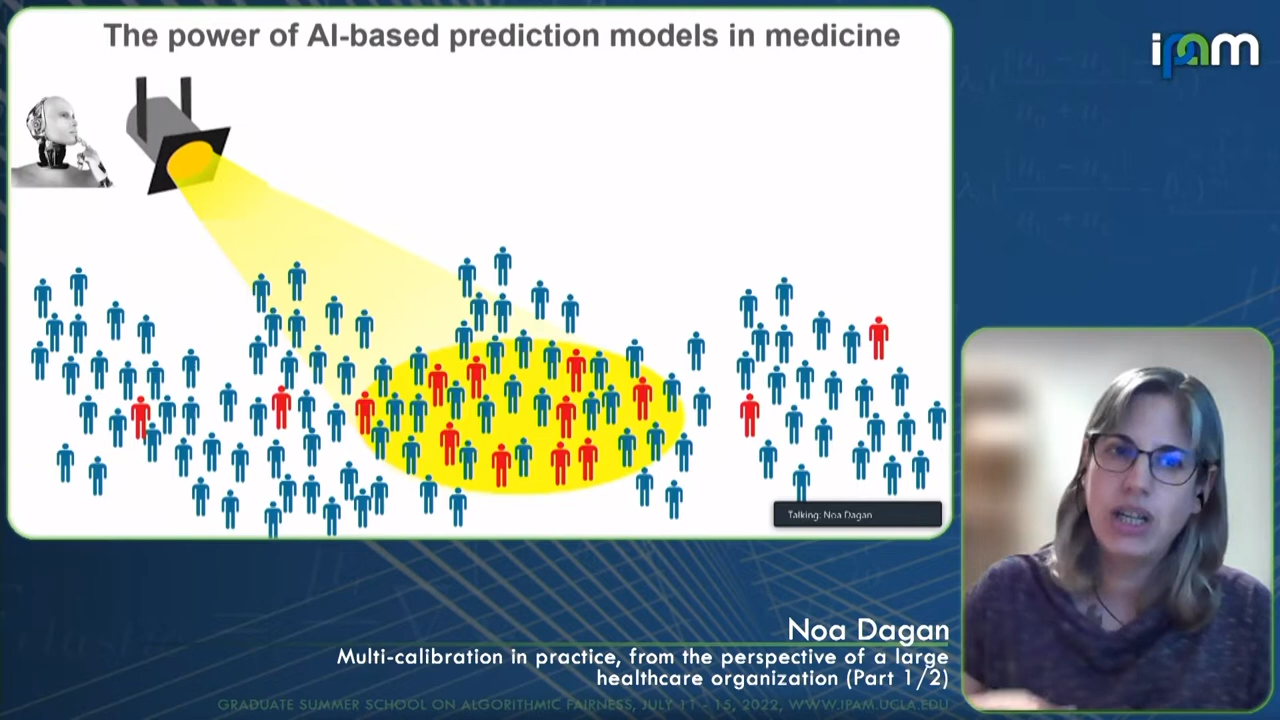 The power of AI-based prediction models in medicine
ipam
Talking: Noa Dagan
Noa Dagan
Multi-calibration in practice, from the perspective of a large
healthcare organization (Part 1/2)
GRADUATE SUMMER SCHOOL ON ALGORITHMIC FAIRNESS, JULY 11 - 15, 2022, WWW.IPAM.UCLA.EDU